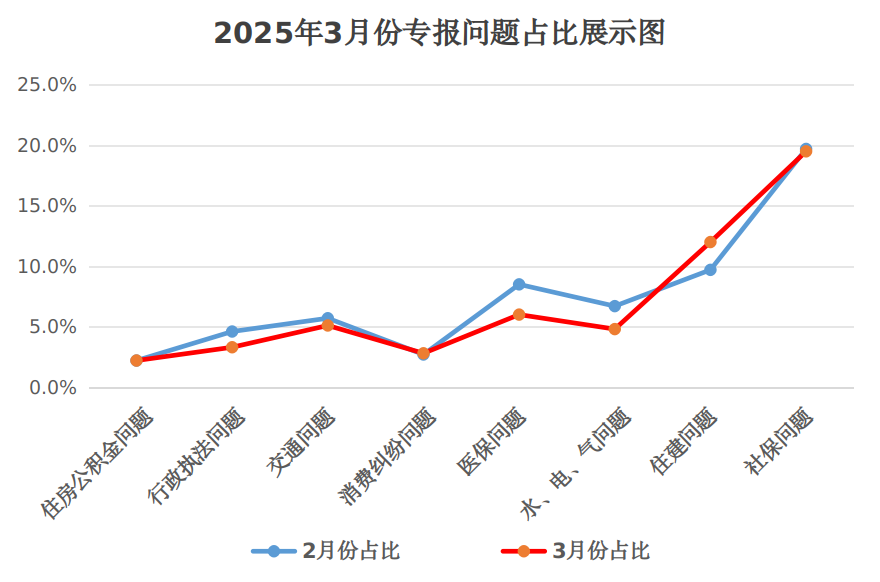 2025年3月份专报问题占比展示图
25.0%
20.0%
15.0%
10.0%
5.0%
0.0%
住房公积金问题
行政执法问题
交通问题
消费纠纷问题
医保问题
水、电、气问题
住建问题
社保问题
2月份占比
3月份占比